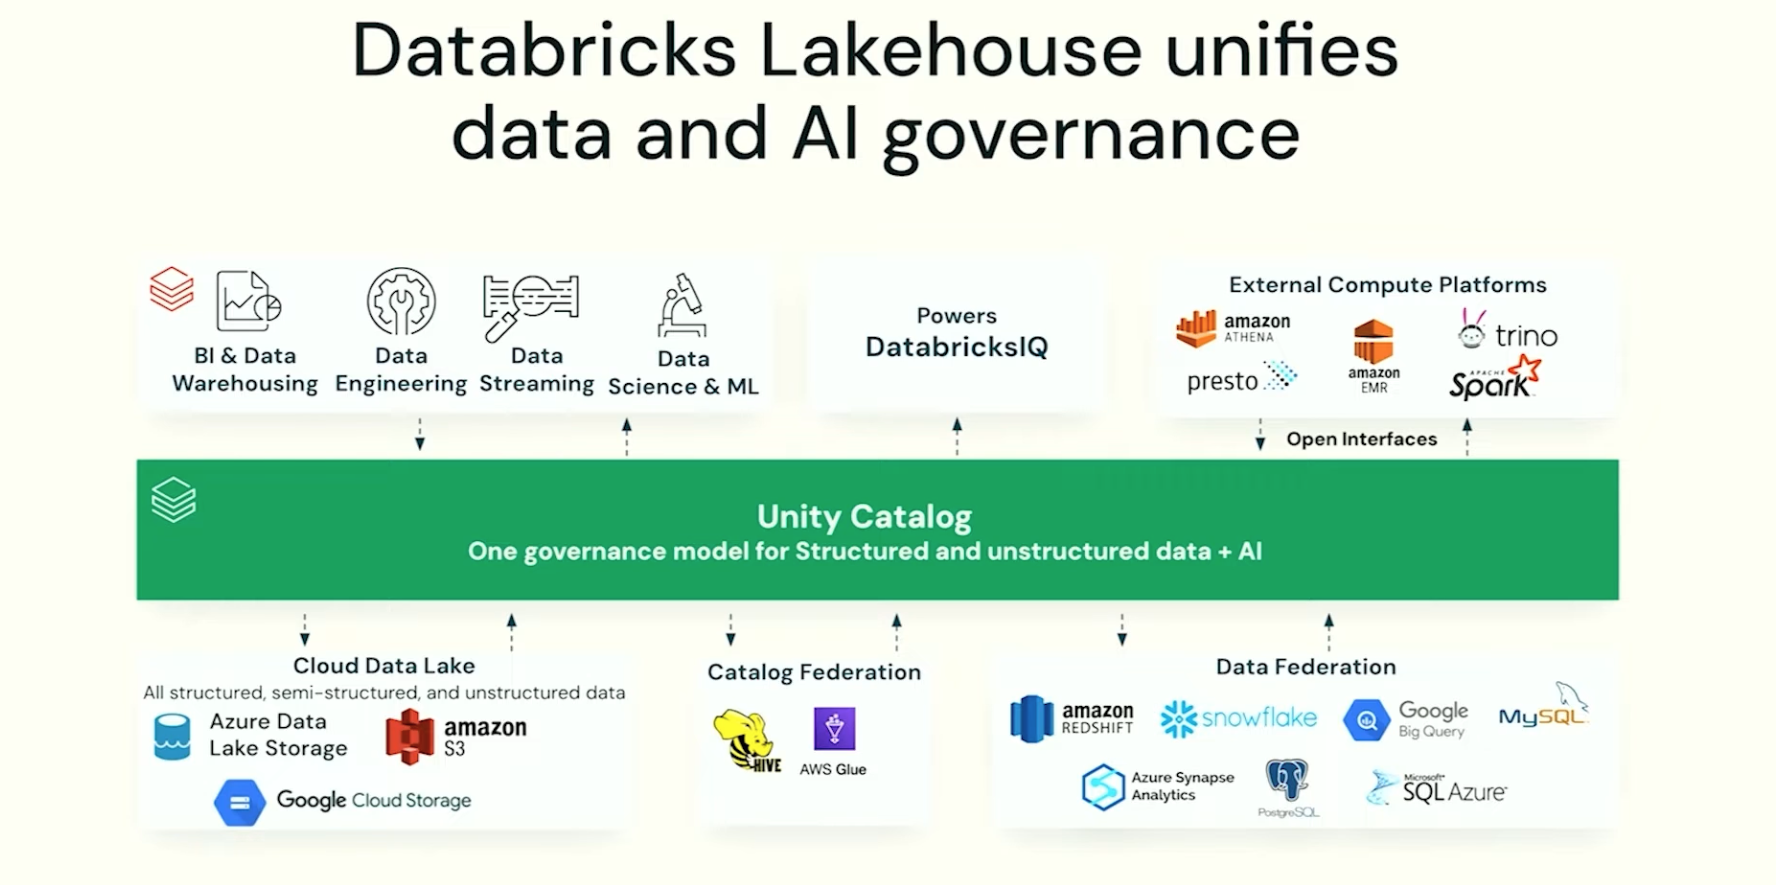 Databricks Lakehouse unifies
data and AI governance
BI & Data
Warehousing
Data
Engineering
Data
Streaming
Data
Science & ML
Powers
DatabricksIQ
External Compute Platforms
amazon
ATHENA
amazon
EMR
trino
presto
APACHE
Spark
Open Interfaces
Unity Catalog
One governance model for Structured and unstructured data + AI
Cloud Data Lake
All structured, semi-structured, and unstructured data
Azure Data
Lake Storage
amazon
S3
Google Cloud Storage
Catalog Federation
HIVE
AWS Glue
Data Federation
amazon
REDSHIFT
snowflake
Google
Big Query
MySQL
Azure Synapse
Analytics
PostgreSQL
Microsoft
SQL Azure